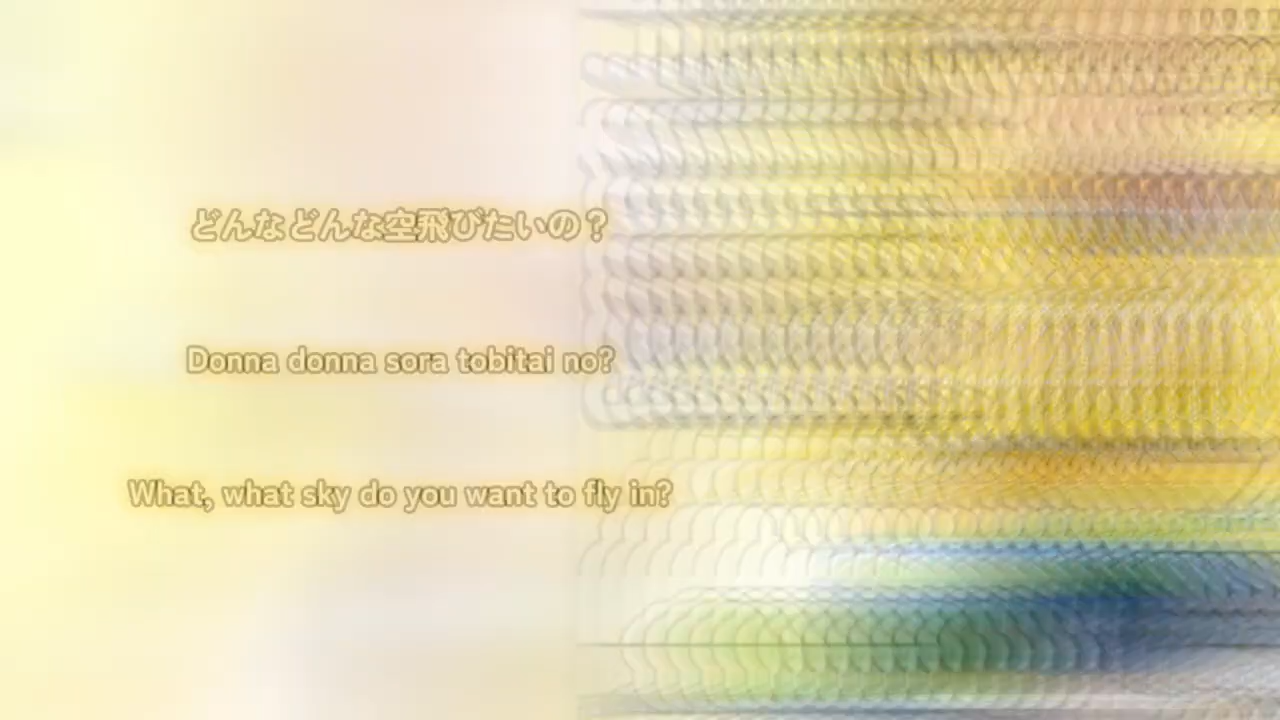 どんなどんな空飛びたいの？
Donna donna sora tobitai no?
What, what sky do you want to fly in?